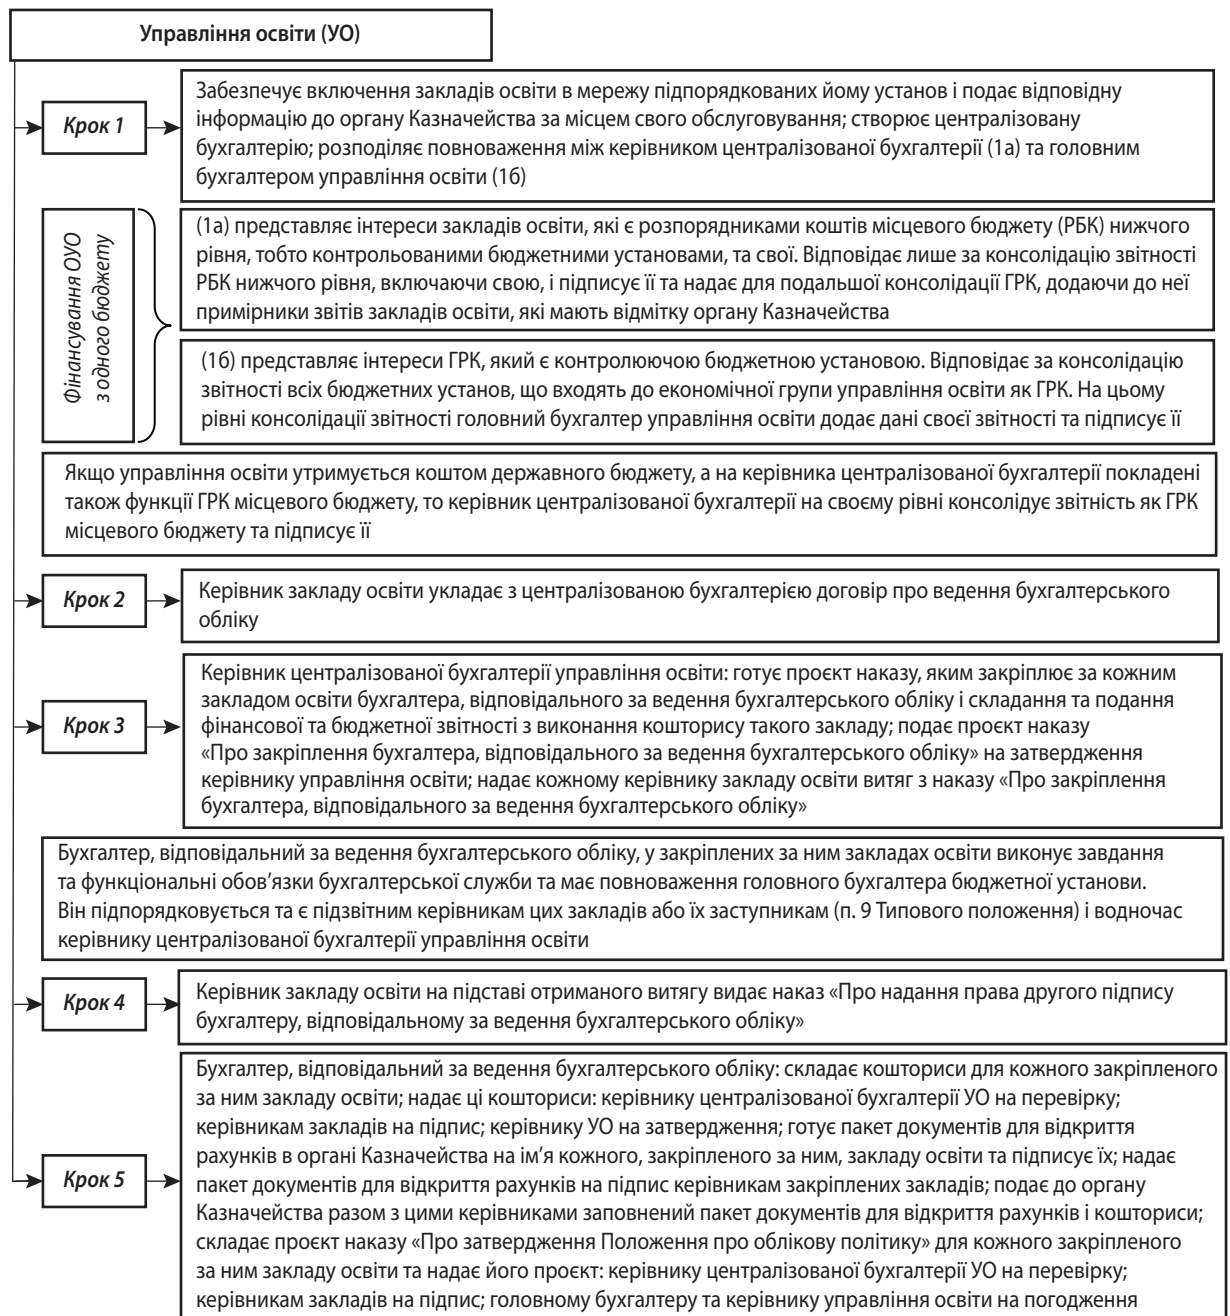 Управління освіти (УО)
Крок 1
Забезпечує включення закладів освіти в мережу підпорядкованих йому установ і подає відповідну
інформацію до органу Казначейства за місцем свого обслуговування; створює централізовану
бухгалтерію; розподіляє повноваження між керівником централізованої бухгалтерії (1а) та головним
бухгалтером управління освіти (1б)
Фінансування ОУО
з одного бюджету
(1а) представляє інтереси закладів освіти, які є розпорядниками коштів місцевого бюджету (РБК) нижчого
рівня, тобто контрольованими бюджетними установами, та свої. Відповідає лише за консолідацію звітності
РБК нижчого рівня, включаючи свою, і підписує її та надає для подальшої консолідації ГРК, додаючи до неї
примірники звітів закладів освіти, які мають відмітку органу Казначейства
(1б) представляє інтереси ГРК, який є контролюючою бюджетною установою. Відповідає за консолідацію
звітності всіх бюджетних установ, що входять до економічної групи управління освіти як ГРК. На цьому
рівні консолідації звітності головний бухгалтер управління освіти додає дані своєї звітності та підписує її
Якщо управління освіти утримується коштом державного бюджету, а на керівника централізованої бухгалтерії покладені
також функції ГРК місцевого бюджету, то керівник централізованої бухгалтерії на своєму рівні консолідує звітність як ГРК
місцевого бюджету та підписує її
Крок 2
Керівник закладу освіти укладає з централізованою бухгалтерією договір про ведення бухгалтерського
обліку
Крок 3
Керівник централізованої бухгалтерії управління освіти: готує проєкт наказу, яким закріплює за кожним
закладом освіти бухгалтера, відповідального за ведення бухгалтерського обліку і складання та подання
фінансової та бюджетної звітності з виконання кошторису такого закладу; подає проєкт наказу
«Про закріплення бухгалтера, відповідального за ведення бухгалтерського обліку» на затвердження
керівнику управління освіти; надає кожному керівнику закладу освіти витяг з наказу «Про закріплення
бухгалтера, відповідального за ведення бухгалтерського обліку»
Бухгалтер, відповідальний за ведення бухгалтерського обліку, у закріплених за ним закладах освіти виконує завдання
та функціональні обов’язки бухгалтерської служби та має повноваження головного бухгалтера бюджетної установи.
Він підпорядковується та є підзвітним керівникам цих закладів або їх заступникам (п. 9 Типового положення) і водночас
керівнику централізованої бухгалтерії управління освіти
Крок 4
Керівник закладу освіти на підставі отриманого витягу видає наказ «Про надання права другого підпису
бухгалтеру, відповідальному за ведення бухгалтерського обліку»
Крок 5
Бухгалтер, відповідальний за ведення бухгалтерського обліку: складає кошториси для кожного закріпленого
за ним закладу освіти; надає ці кошториси: керівнику централізованої бухгалтерії УО на перевірку;
керівникам закладів на підпис; керівнику УО на затвердження; готує пакет документів для відкриття
рахунків в органі Казначейства на ім’я кожного, закріпленого за ним, закладу освіти та підписує їх; надає
пакет документів для відкриття рахунків на підпис керівникам закріплених закладів; подає до органу
Казначейства разом з цими керівниками заповнений пакет документів для відкриття рахунків і кошториси;
складає проєкт наказу «Про затвердження Положення про облікову політику» для кожного закріпленого
за ним закладу освіти та надає його проєкт: керівнику централізованої бухгалтерії УО на перевірку;
керівникам закладів на підпис; головному бухгалтеру та керівнику управління освіти на погодження